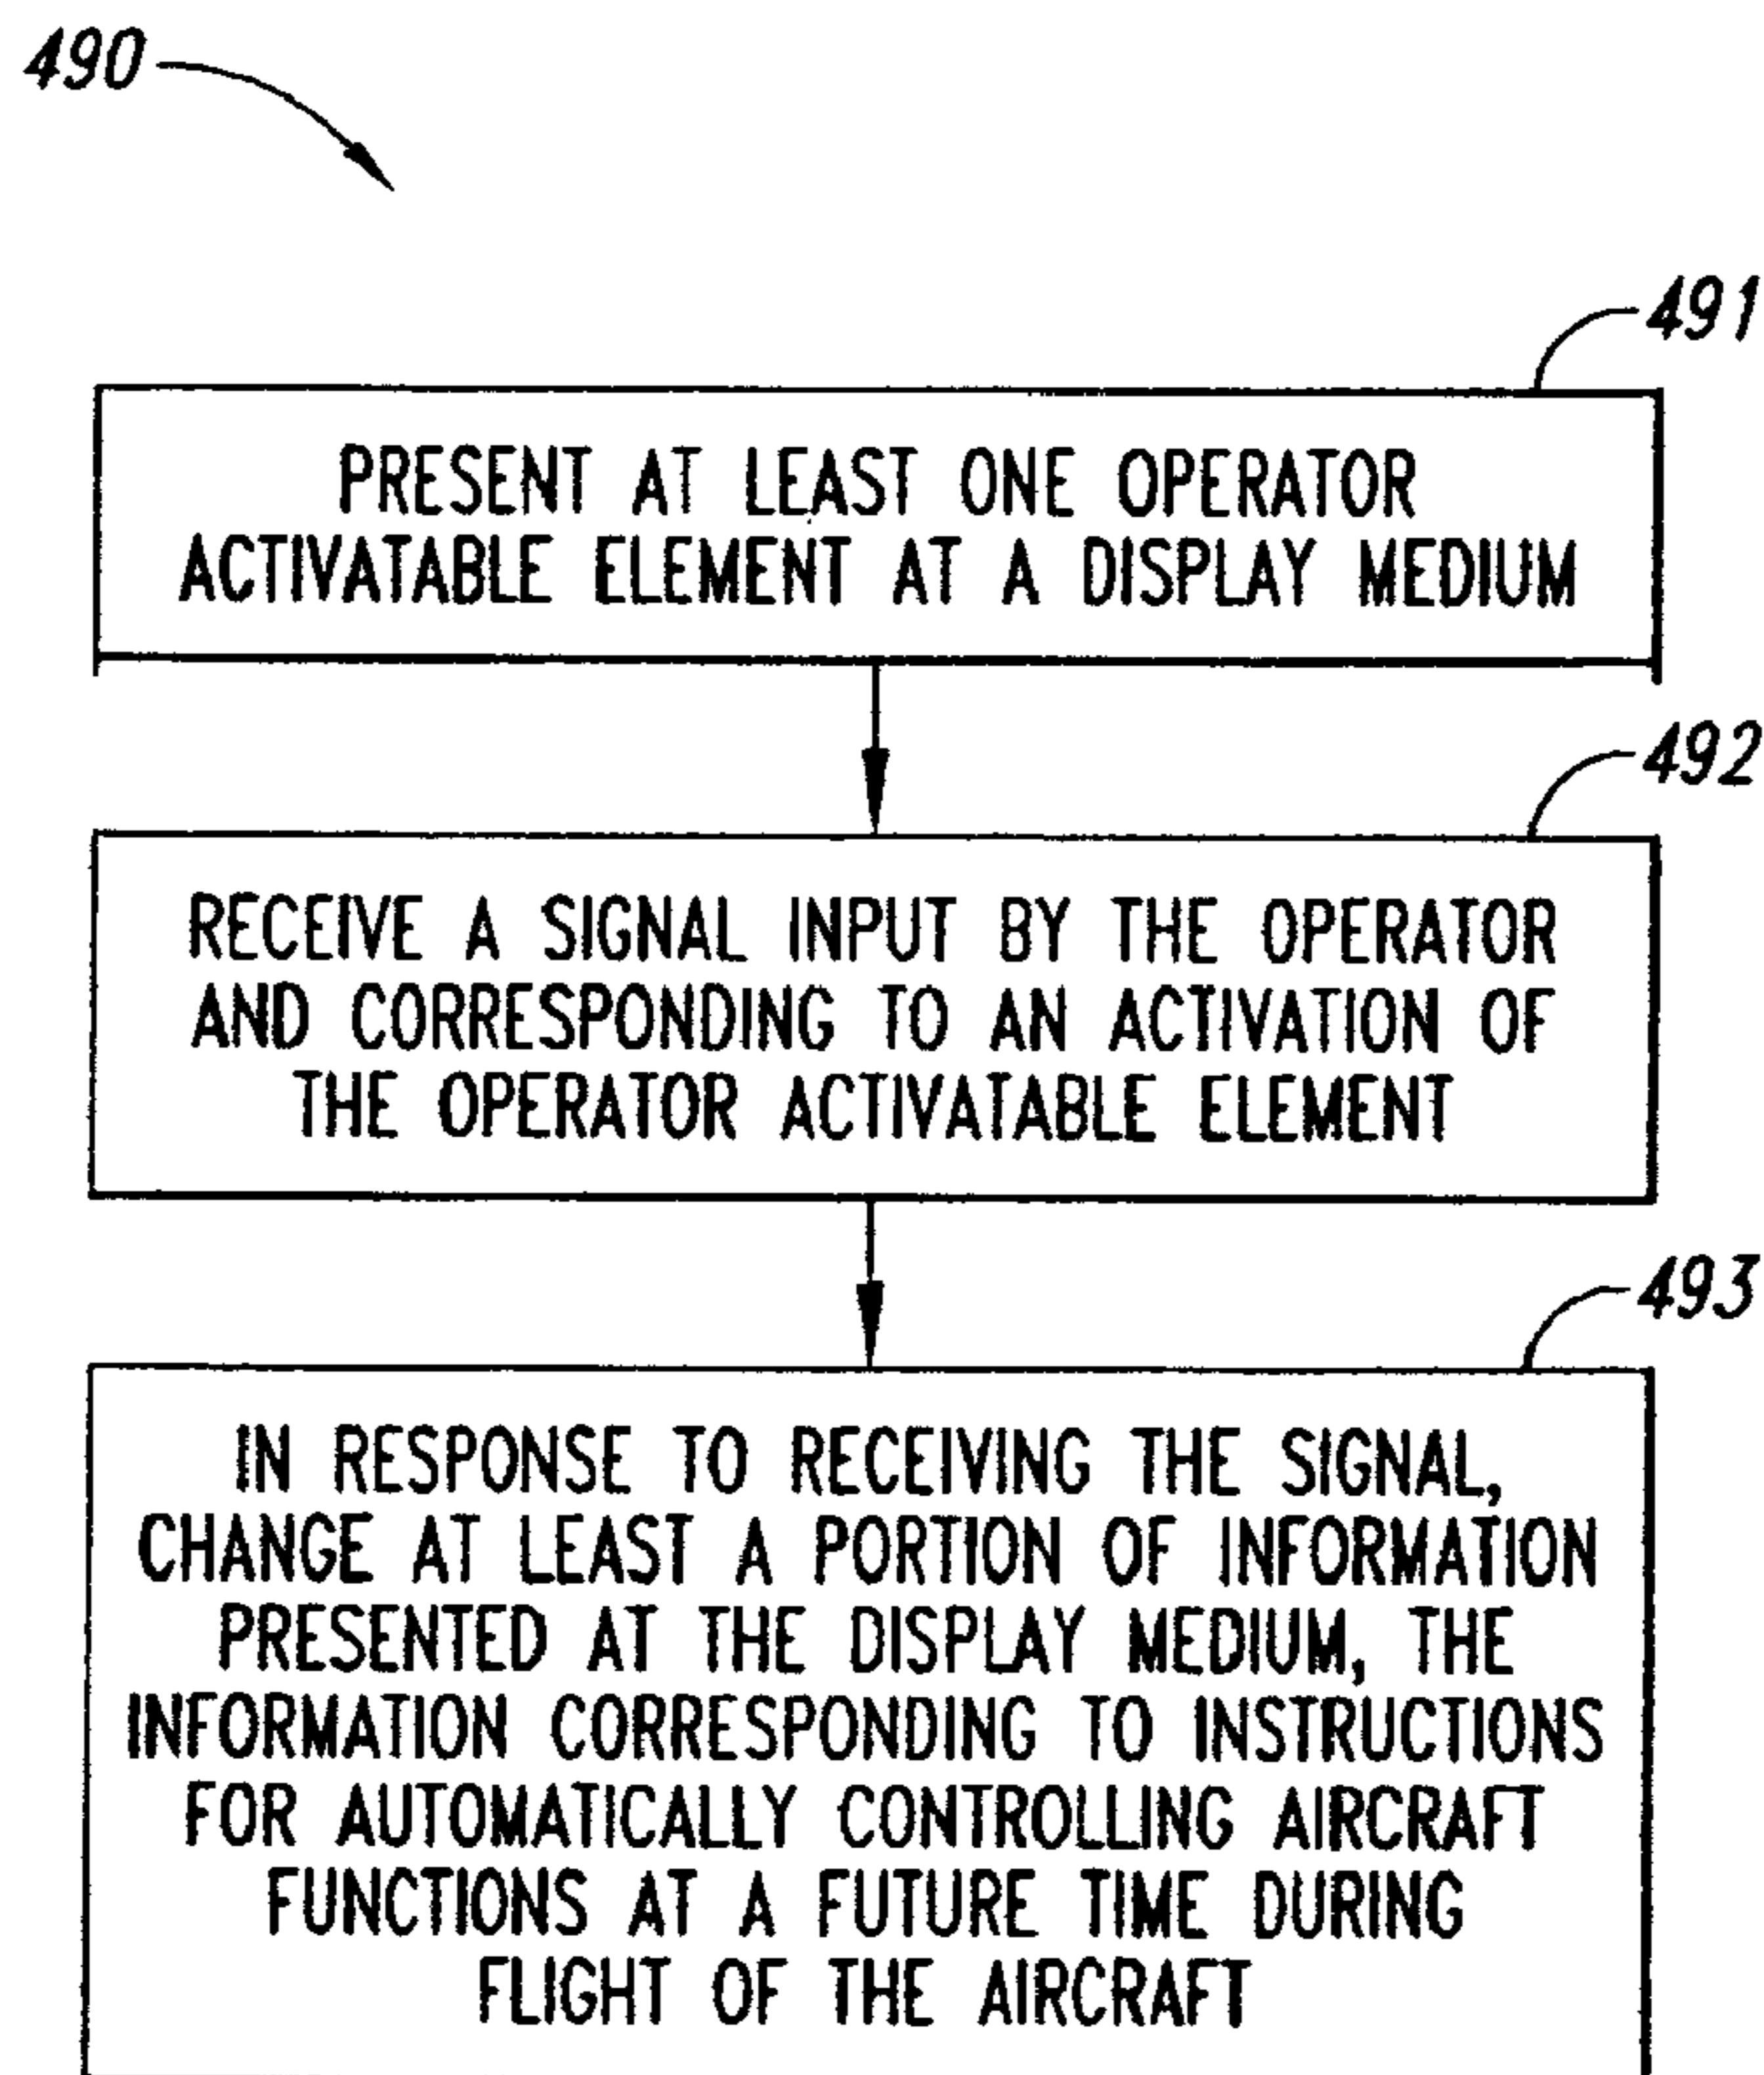 490
491
PRESENT AT LEAST ONE OPERATOR
ACTIVATABLE ELEMENT AT A DISPLAY MEDIUM
492
RECEIVE A SIGNAL INPUT BY THE OPERATOR
AND CORRESPONDING TO AN ACTIVATION OF
THE OPERATOR ACTIVATABLE ELEMENT
493
IN RESPONSE TO RECEIVING THE SIGNAL,
CHANGE AT LEAST A PORTION OF INFORMATION
PRESENTED AT THE DISPLAY MEDIUM, THE
INFORMATION CORRESPONDING TO INSTRUCTIONS
FOR AUTOMATICALLY CONTROLLING AIRCRAFT
FUNCTIONS AT A FUTURE TIME DURING
FLIGHT OF THE AIRCRAFT